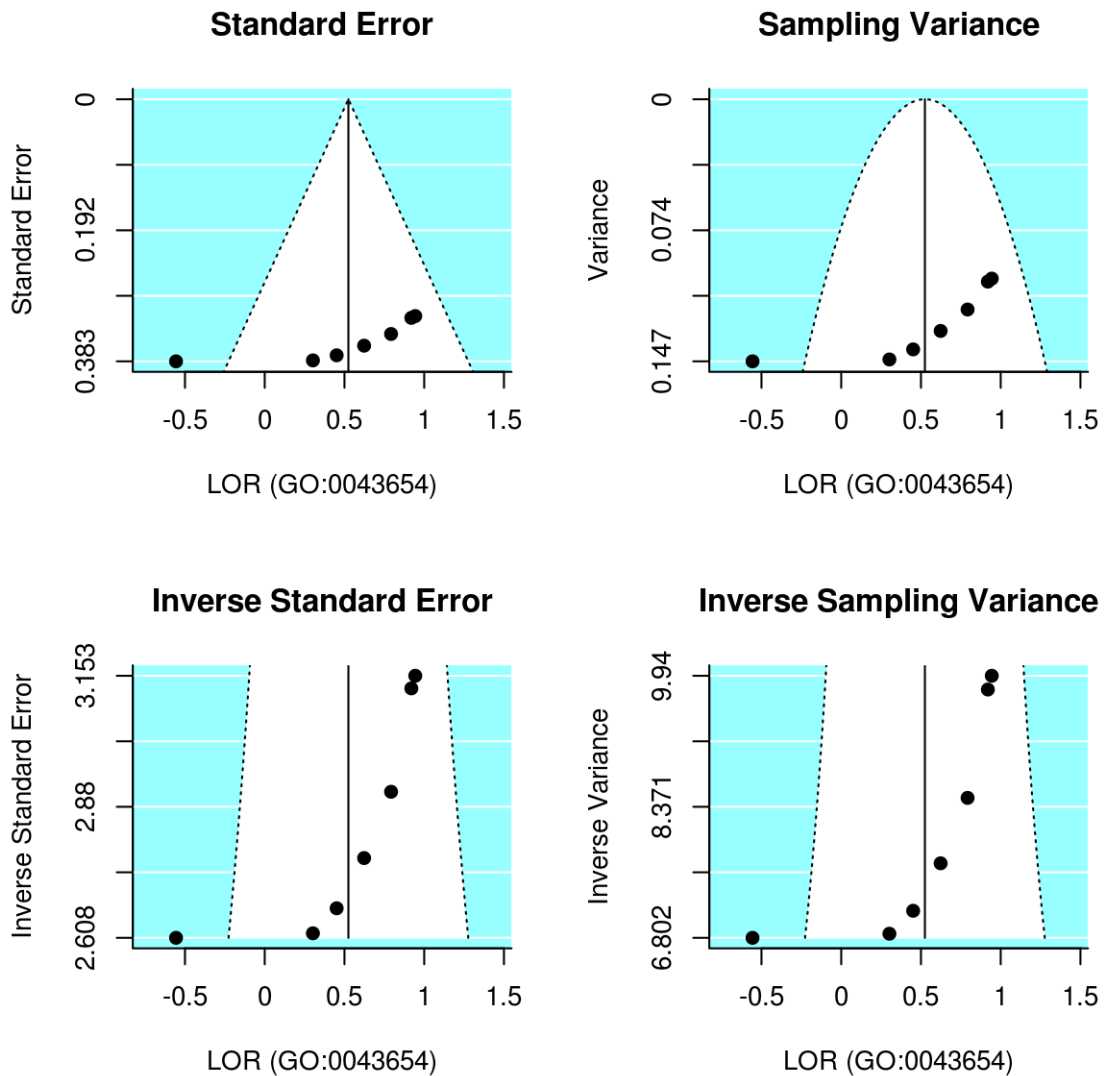 Standard Error
Standard Error
0
0.192
0.383
-0.5 0 0.5 1 1.5
LOR (GO:0043654)
Sampling Variance
Variance
0
0.074
0.147
-0.5 0 0.5 1 1.5
LOR (GO:0043654)
Inverse Standard Error
Inverse Standard Error
3.153
2.88
2.608
-0.5 0 0.5 1 1.5
LOR (GO:0043654)
Inverse Sampling Variance
Inverse Variance
9.94
8.371
6.802
-0.5 0 0.5 1 1.5
LOR (GO:0043654)